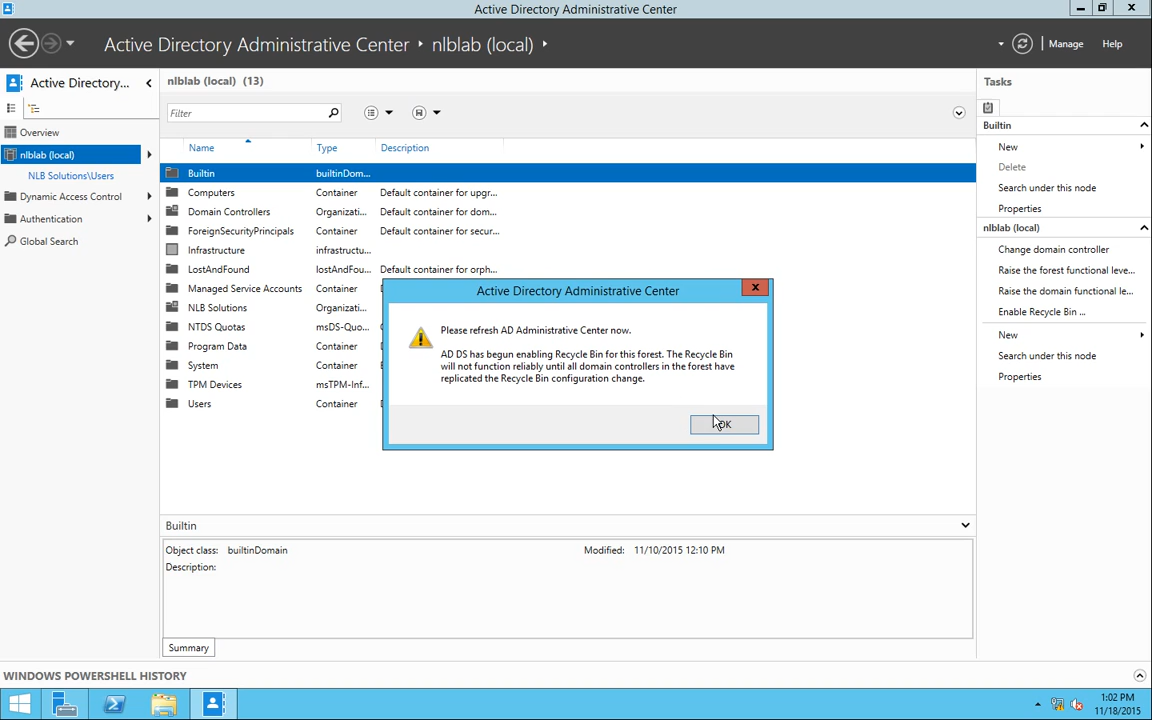 Active Directory Administrative Center
Active Directory Administrative Center • nlblab (local) •
Manage
Help
Active Directory...
nlblab (local) (13)
Tasks
Filter
Overview
nlblab (local)
NLB Solutions\Users
Dynamic Access Control
Authentication
Global Search
Name Type Description
Builtin builtinDom...
Computers Container Default container for upgr...
Domain Controllers Organizati... Default container for dom...
ForeignSecurityPrincipals Container Default container for secur...
Infrastructure infrastructu...
LostAndFound lostAndFou... Default container for orph...
Managed Service Accounts Container
NLB Solutions Organizati...
NTDS Quotas msDS-Quo...
Program Data Container
System Container
TPM Devices msTPM-Inf...
Users Container
Active Directory Administrative Center
Please refresh AD Administrative Center now.
AD DS has begun enabling Recycle Bin for this forest. The Recycle Bin
will not function reliably until all domain controllers in the forest have
replicated the Recycle Bin configuration change.
OK
Builtin
New
Delete
Search under this node
Properties
nlblab (local)
Change domain controller
Raise the forest functional leve...
Raise the domain functional le...
Enable Recycle Bin ...
New
Search under this node
Properties
Builtin
Object class: builtinDomain
Modified: 11/10/2015 12:10 PM
Description:
Summary
WINDOWS POWERSHELL HISTORY
1:02 PM
11/18/2015